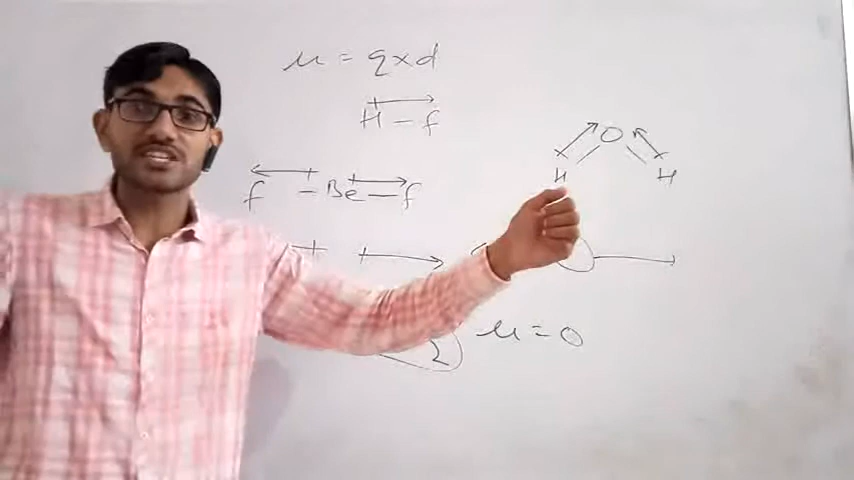 μ = q x d
H - f
f - Be - f
O
H H
μ = 0